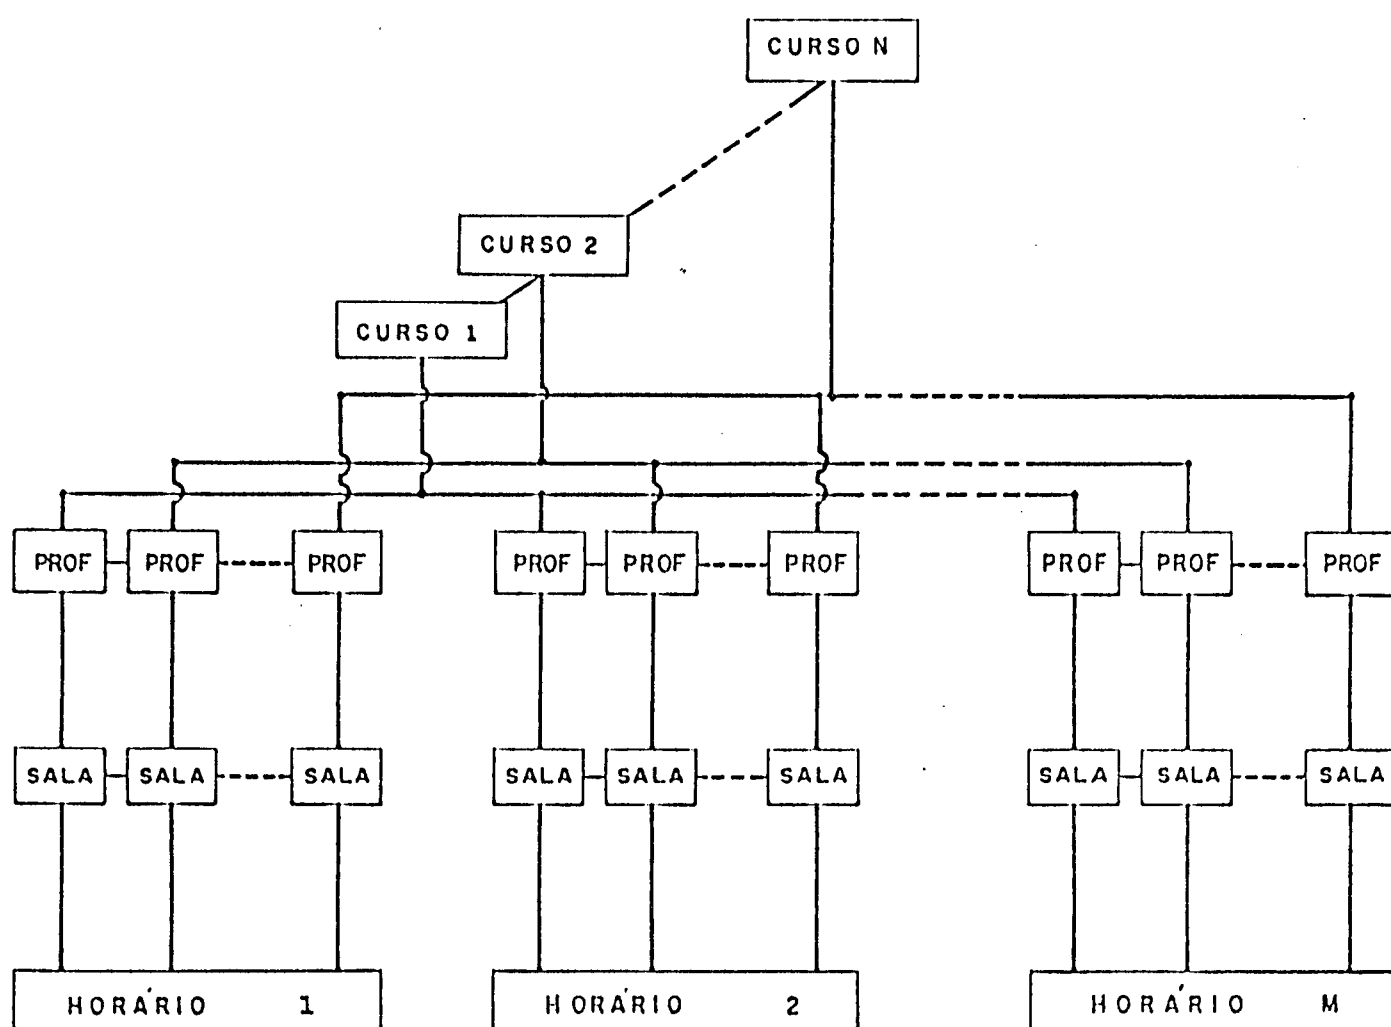 CURSO N
CURSO 2
CURSO 1
PROF PROF PROF PROF PROF PROF PROF PROF PROF
SALA SALA SALA SALA SALA SALA SALA SALA SALA
HORÁRIO 1 HORÁRIO 2 HORÁRIO M